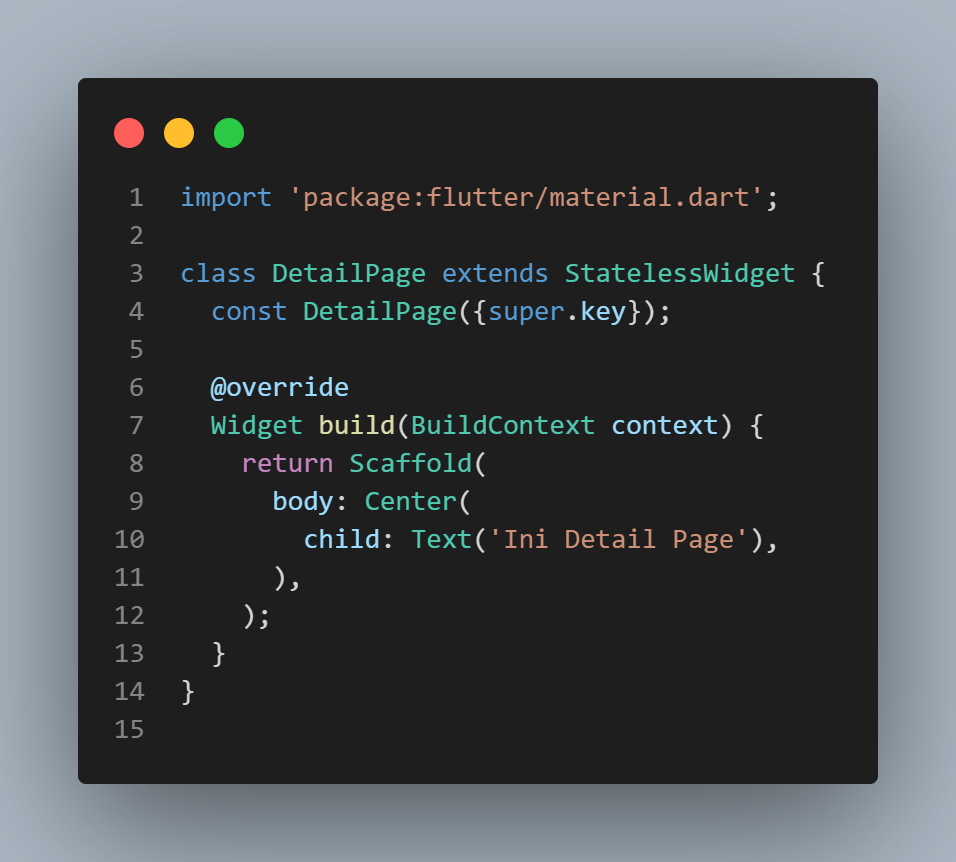 1 import 'package:flutter/material.dart';
2
3 class DetailPage extends StatelessWidget {
4   const DetailPage({super.key});
5
6   @override
7   Widget build(BuildContext context) {
8     return Scaffold(
9       body: Center(
10         child: Text('Ini Detail Page'),
11       ),
12     );
13   }
14 }
15